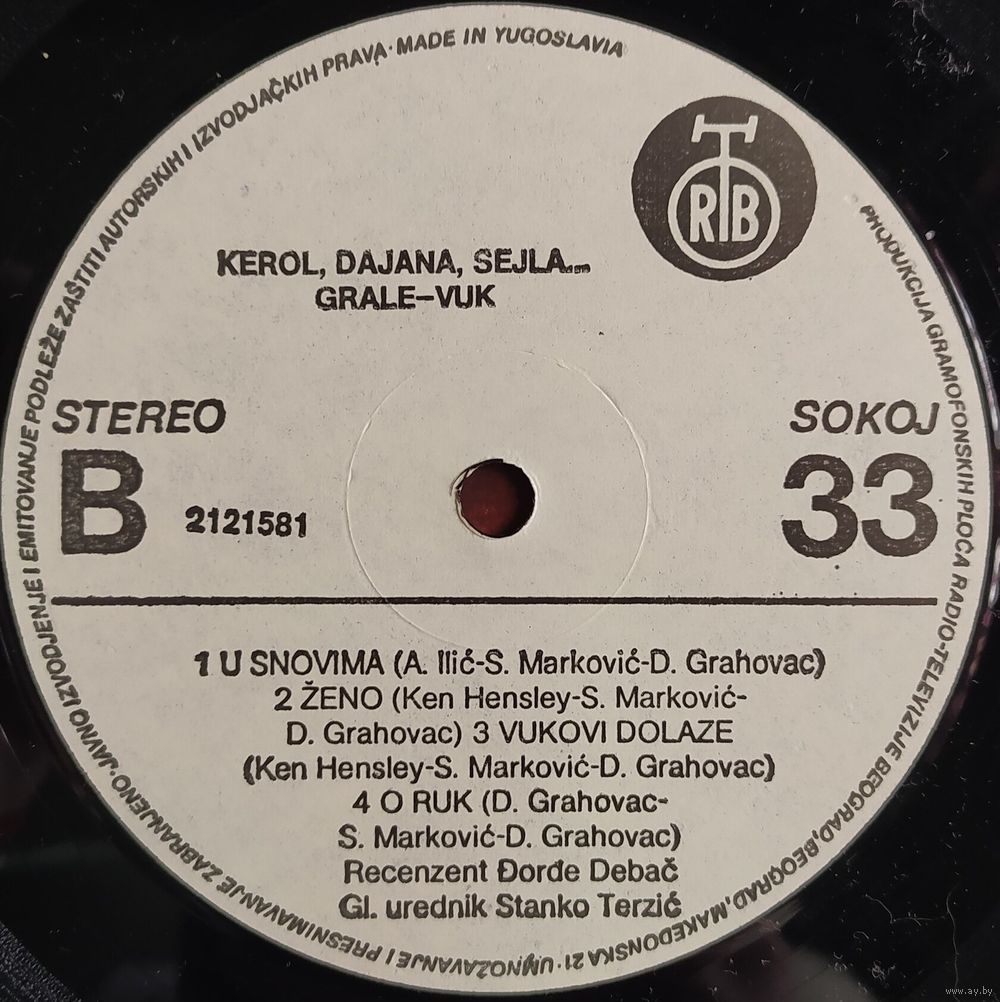 JAVNO IZVODJENJE I EMITOVANJE PODLEŽE ZAŠTITI AUTORSKIH I IZVODJAČKIH PRAVA · MADE IN YUGOSLAVIA
RTB
KEROL, DAJANA, SEJLA...
GRALE–VUK
STEREO
SOKOJ
B
2121581
33
1 U SNOVIMA (A. Ilić-S. Marković-D. Grahovac)
2 ŽENO (Ken Hensley-S. Marković-
D. Grahovac) 3 VUKOVI DOLAZE
(Ken Hensley-S. Marković-D. Grahovac)
4 O RUK (D. Grahovac-
S. Marković-D. Grahovac)
Recenzent Đorđe Debač
Gl. urednik Stanko Terzić
PRODUKCIJA GRAMOFONSKIH PLOČA RADIO-TELEVIZIJE BEOGRAD, BEOGRAD, MAKEDONSKA 21 · UMNOŽAVANJE I PRESNIMAVANJE ZABRANJENO ·
www.ay.by